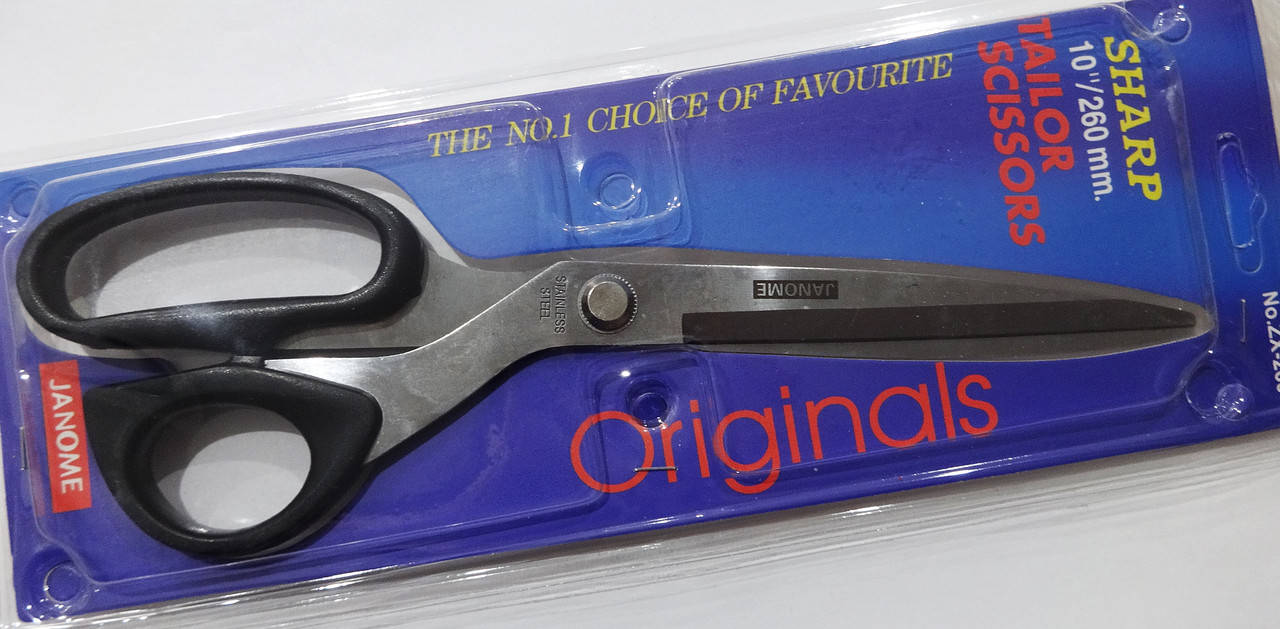 THE NO.1 CHOICE OF FAVOURITE
SHARP
10"/260 mm.
TAILOR
SCISSORS
STAINLESS
STEEL
JANOME
JANOME
Originals